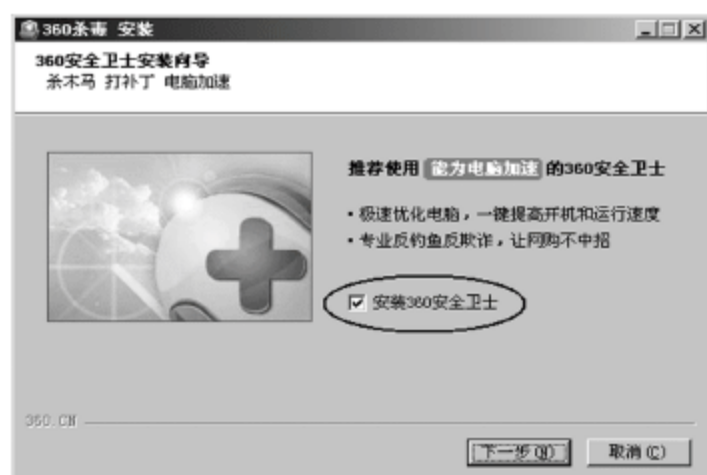 360杀毒 安装
360安全卫士安装向导
杀木马 打补丁 电脑加速
推荐使用 能为电脑加速 的360安全卫士
·极速优化电脑，一键提高开机和运行速度
·专业反钓鱼反欺诈，让网购不中招
安装360安全卫士
360.CN
下一步(N) 取消(C)